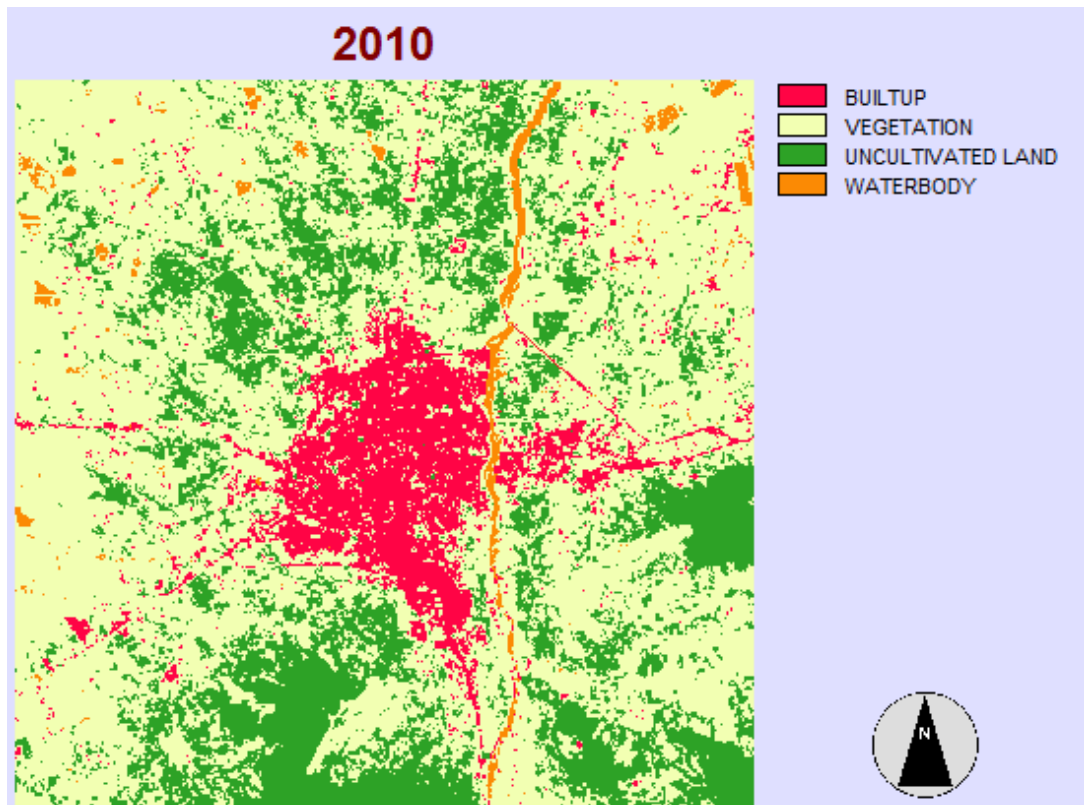 2010
BUILTUP
VEGETATION
UNCULTIVATED LAND
WATERBODY
N